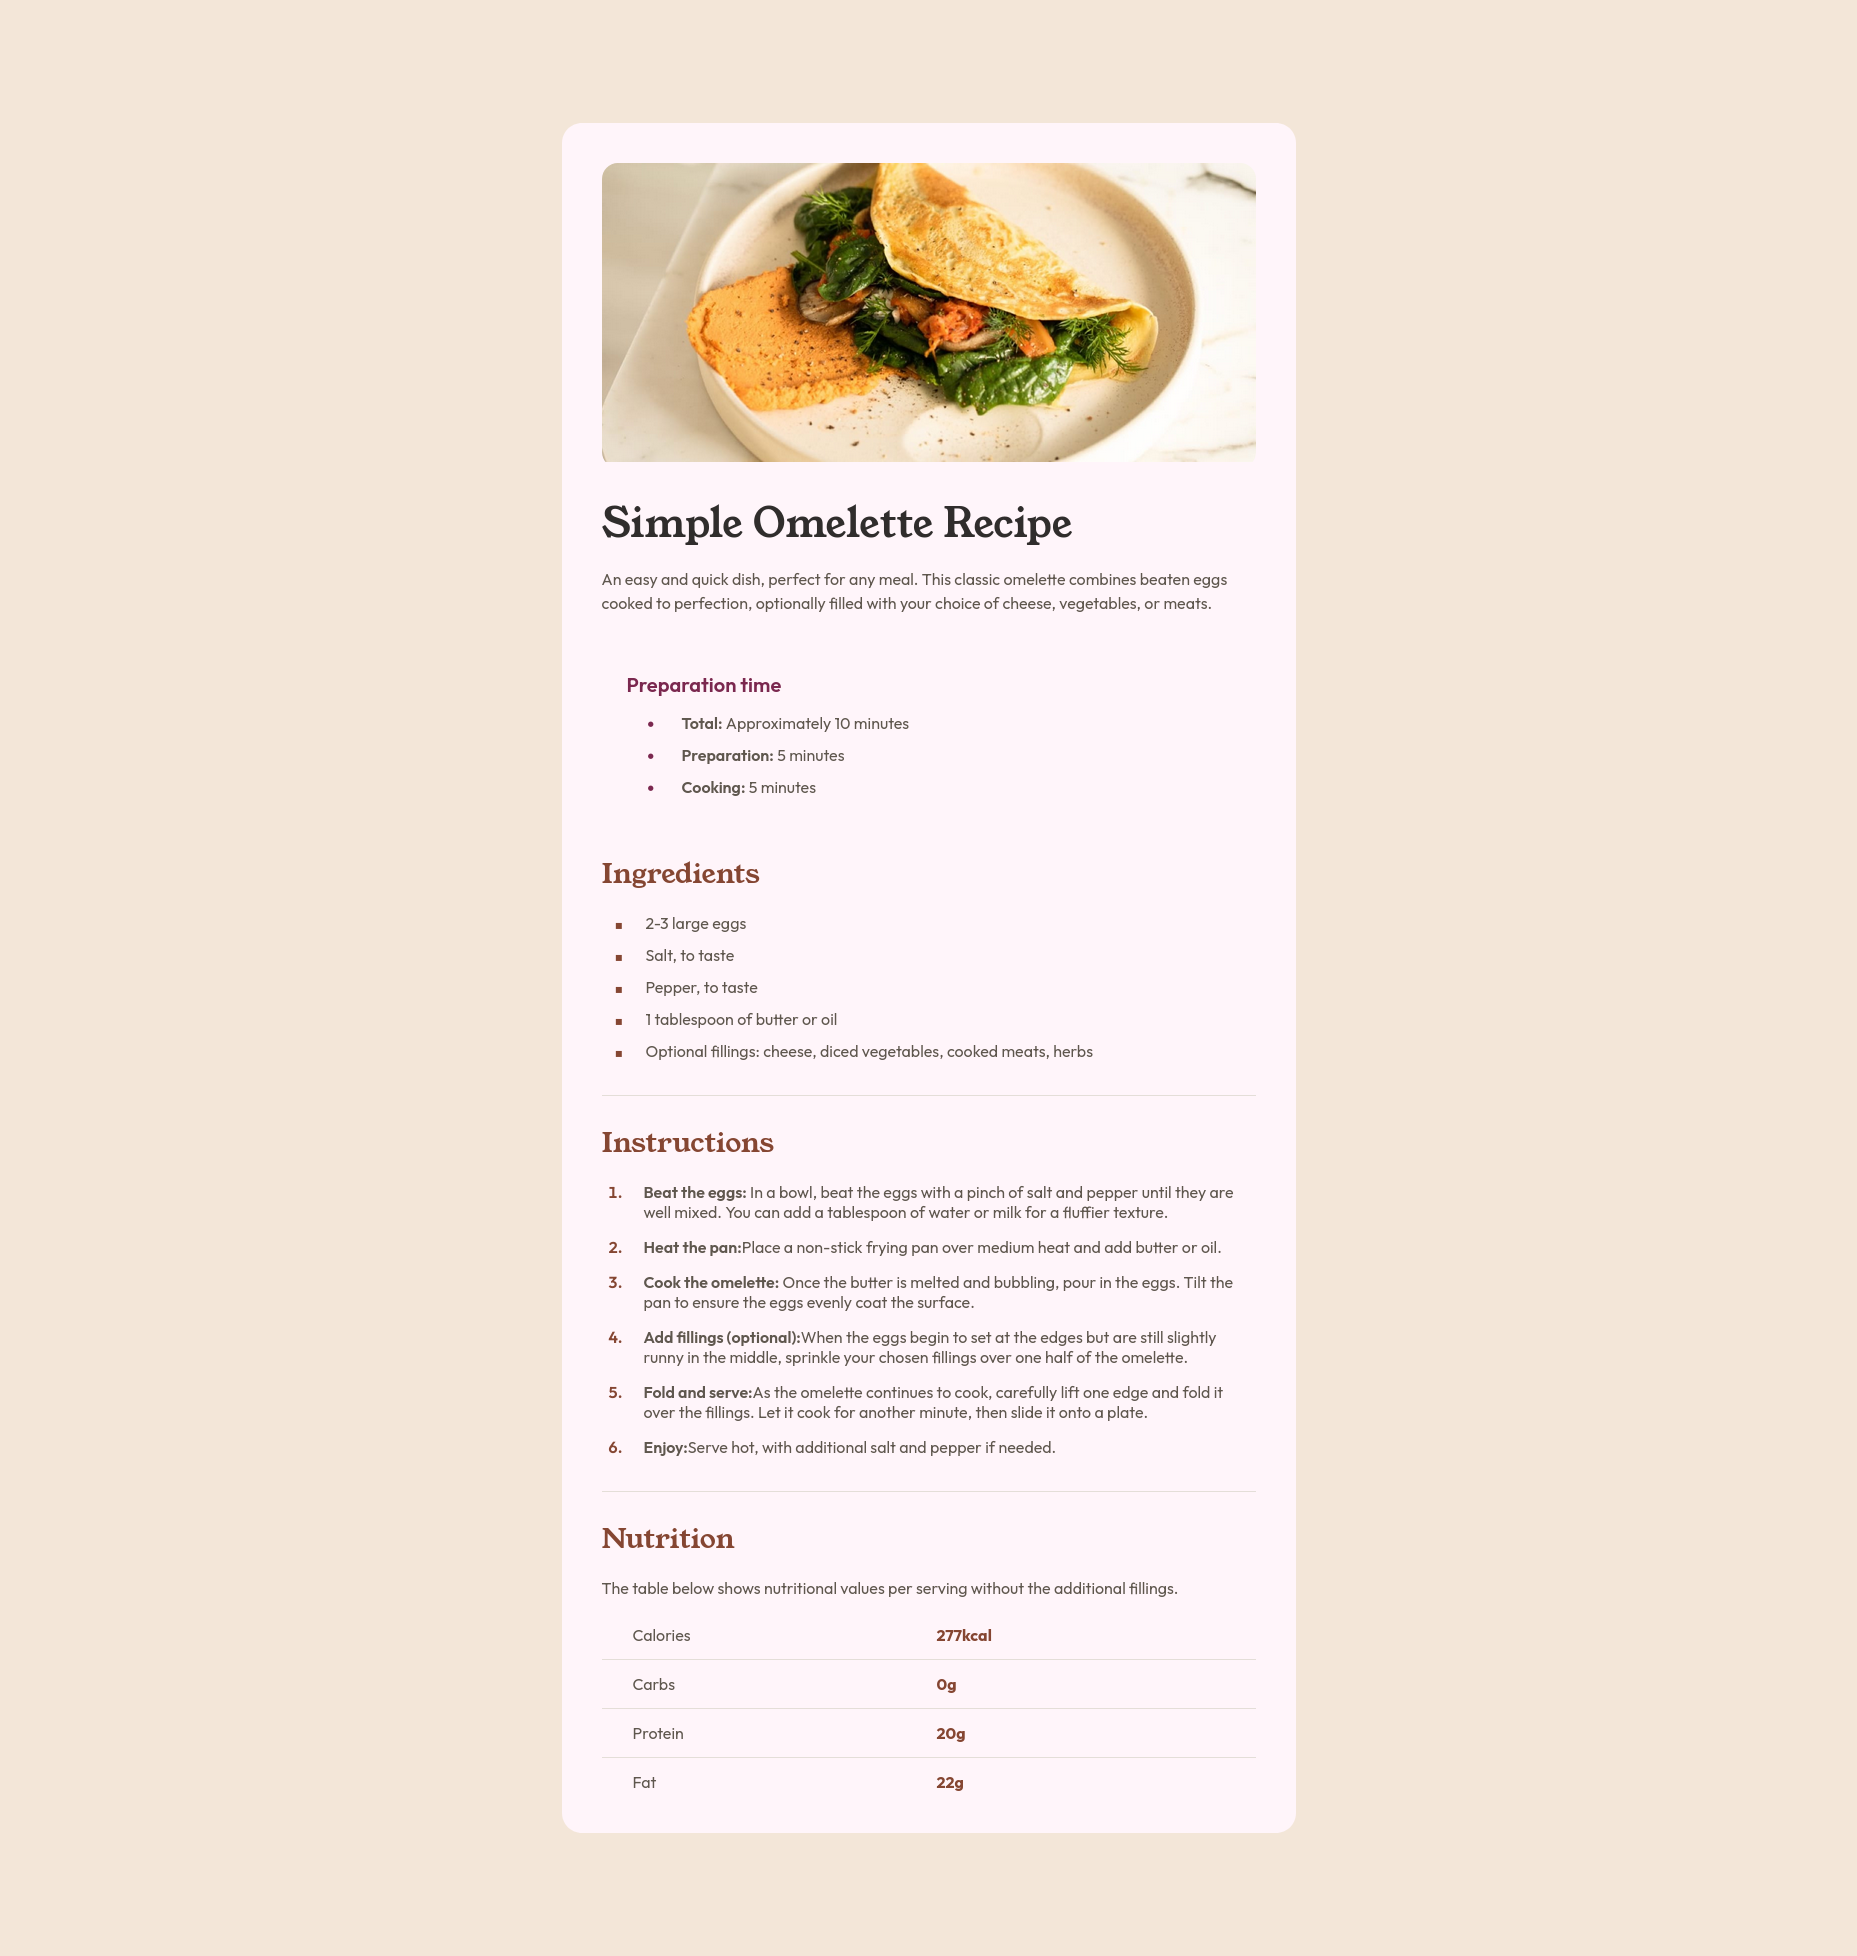 Simple Omelette Recipe
An easy and quick dish, perfect for any meal. This classic omelette combines beaten eggs
cooked to perfection, optionally filled with your choice of cheese, vegetables, or meats.
Preparation time
• Total: Approximately 10 minutes
• Preparation: 5 minutes
• Cooking: 5 minutes
Ingredients
▪ 2-3 large eggs
▪ Salt, to taste
▪ Pepper, to taste
▪ 1 tablespoon of butter or oil
▪ Optional fillings: cheese, diced vegetables, cooked meats, herbs
Instructions
1. Beat the eggs: In a bowl, beat the eggs with a pinch of salt and pepper until they are
well mixed. You can add a tablespoon of water or milk for a fluffier texture.
2. Heat the pan:Place a non-stick frying pan over medium heat and add butter or oil.
3. Cook the omelette: Once the butter is melted and bubbling, pour in the eggs. Tilt the
pan to ensure the eggs evenly coat the surface.
4. Add fillings (optional):When the eggs begin to set at the edges but are still slightly
runny in the middle, sprinkle your chosen fillings over one half of the omelette.
5. Fold and serve:As the omelette continues to cook, carefully lift one edge and fold it
over the fillings. Let it cook for another minute, then slide it onto a plate.
6. Enjoy:Serve hot, with additional salt and pepper if needed.
Nutrition
The table below shows nutritional values per serving without the additional fillings.
Calories 277kcal
Carbs 0g
Protein 20g
Fat 22g